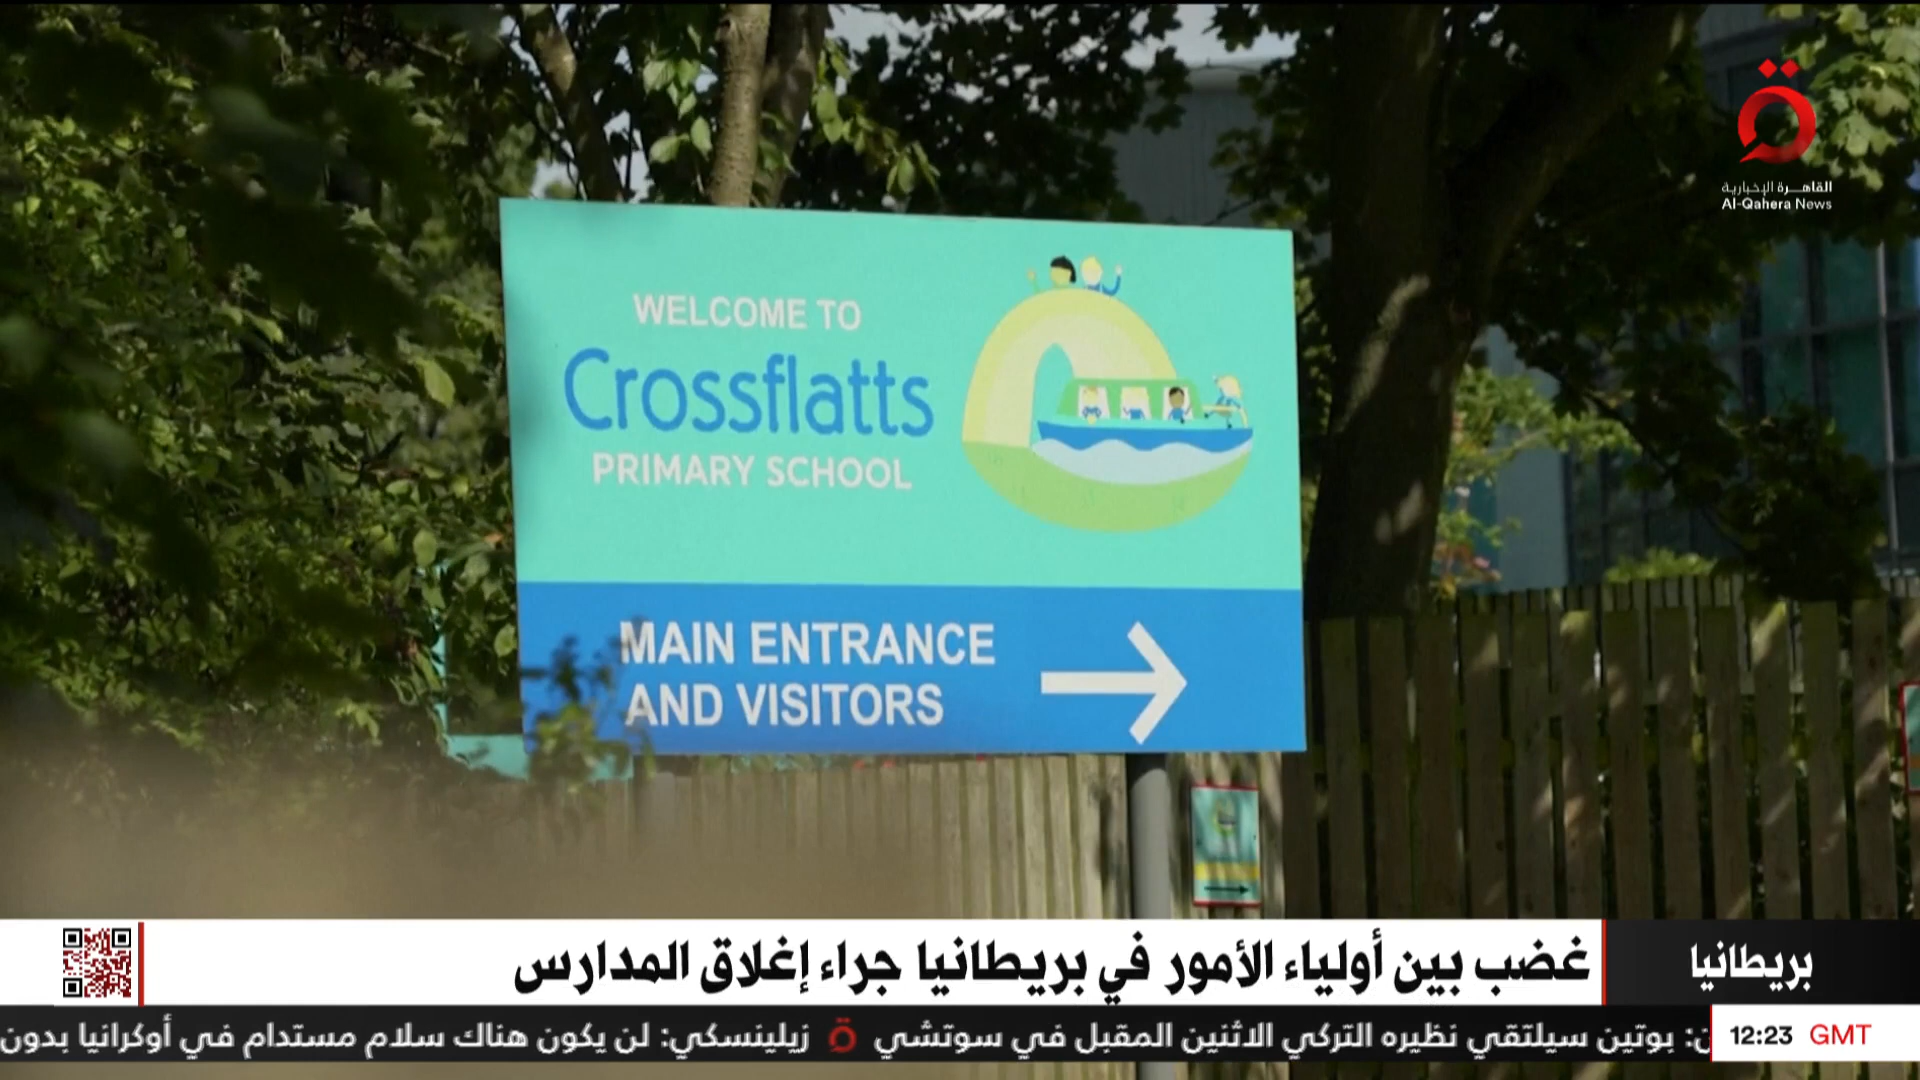 القاهرة الإخبارية
Al-Qahera News
WELCOME TO
Crossflatts
PRIMARY SCHOOL
MAIN ENTRANCE
AND VISITORS
بريطانيا
غضب بين أولياء الأمور في بريطانيا جراء إغلاق المدارس
12:23 GMT
ن: بوتين سيلتقي نظيره التركي الاثنين المقبل في سوتشي زيلينسكي: لن يكون هناك سلام مستدام في أوكرانيا بدون